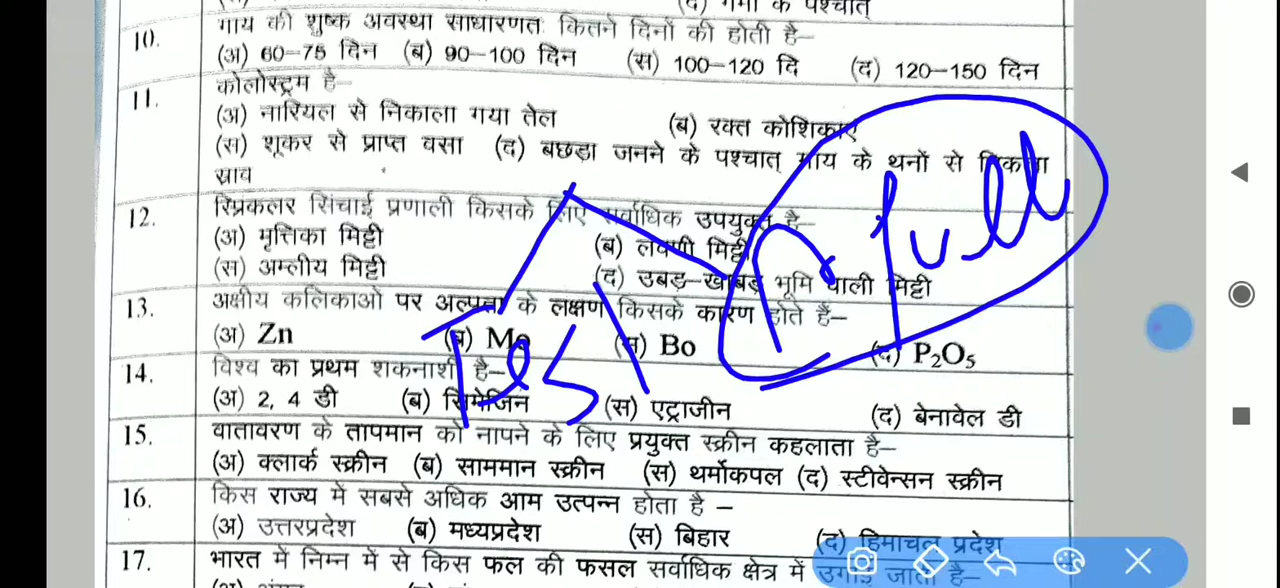 (द) गर्मी के पश्चात्
10. गाय की शुष्क अवस्था साधारणतः कितने दिनों की होती है–
(अ) 60–75 दिन (ब) 90–100 दिन (स) 100–120 दि (द) 120–150 दिन
11. कोलोस्ट्रम है–
(अ) नारियल से निकाला गया तेल (ब) रक्त कोशिकाएं
(स) शूकर से प्राप्त वसा (द) बछड़ा जनने के पश्चात् गाय के थनों से निकला
स्राव
12. स्प्रिंकलर सिंचाई प्रणाली किसके लिए सर्वाधिक उपयुक्त है–
(अ) मृत्तिका मिट्टी (ब) लवणी मिट्टी
(स) अम्लीय मिट्टी (द) उबड़–खाबड़ भूमि वाली मिट्टी
13. अक्षीय कलिकाओं पर अल्पता के लक्षण किसके कारण होते हैं–
(अ) Zn (ब) Mo (स) Bo (द) P₂O₅
14. विश्व का प्रथम शकनाशी है–
(अ) 2, 4 डी (ब) सिमेजिन (स) एट्राजीन (द) बेनावेल डी
15. वातावरण के तापमान को नापने के लिए प्रयुक्त स्क्रीन कहलाता है–
(अ) क्लार्क स्क्रीन (ब) साममान स्क्रीन (स) थर्मोकपल (द) स्टीवेन्सन स्क्रीन
16. किस राज्य में सबसे अधिक आम उत्पन्न होता है –
(अ) उत्तरप्रदेश (ब) मध्यप्रदेश (स) बिहार (द) हिमाचल प्रदेश
17. भारत में निम्न में से किस फल की फसल सर्वाधिक क्षेत्र में उगाई जाती है–
Test
full